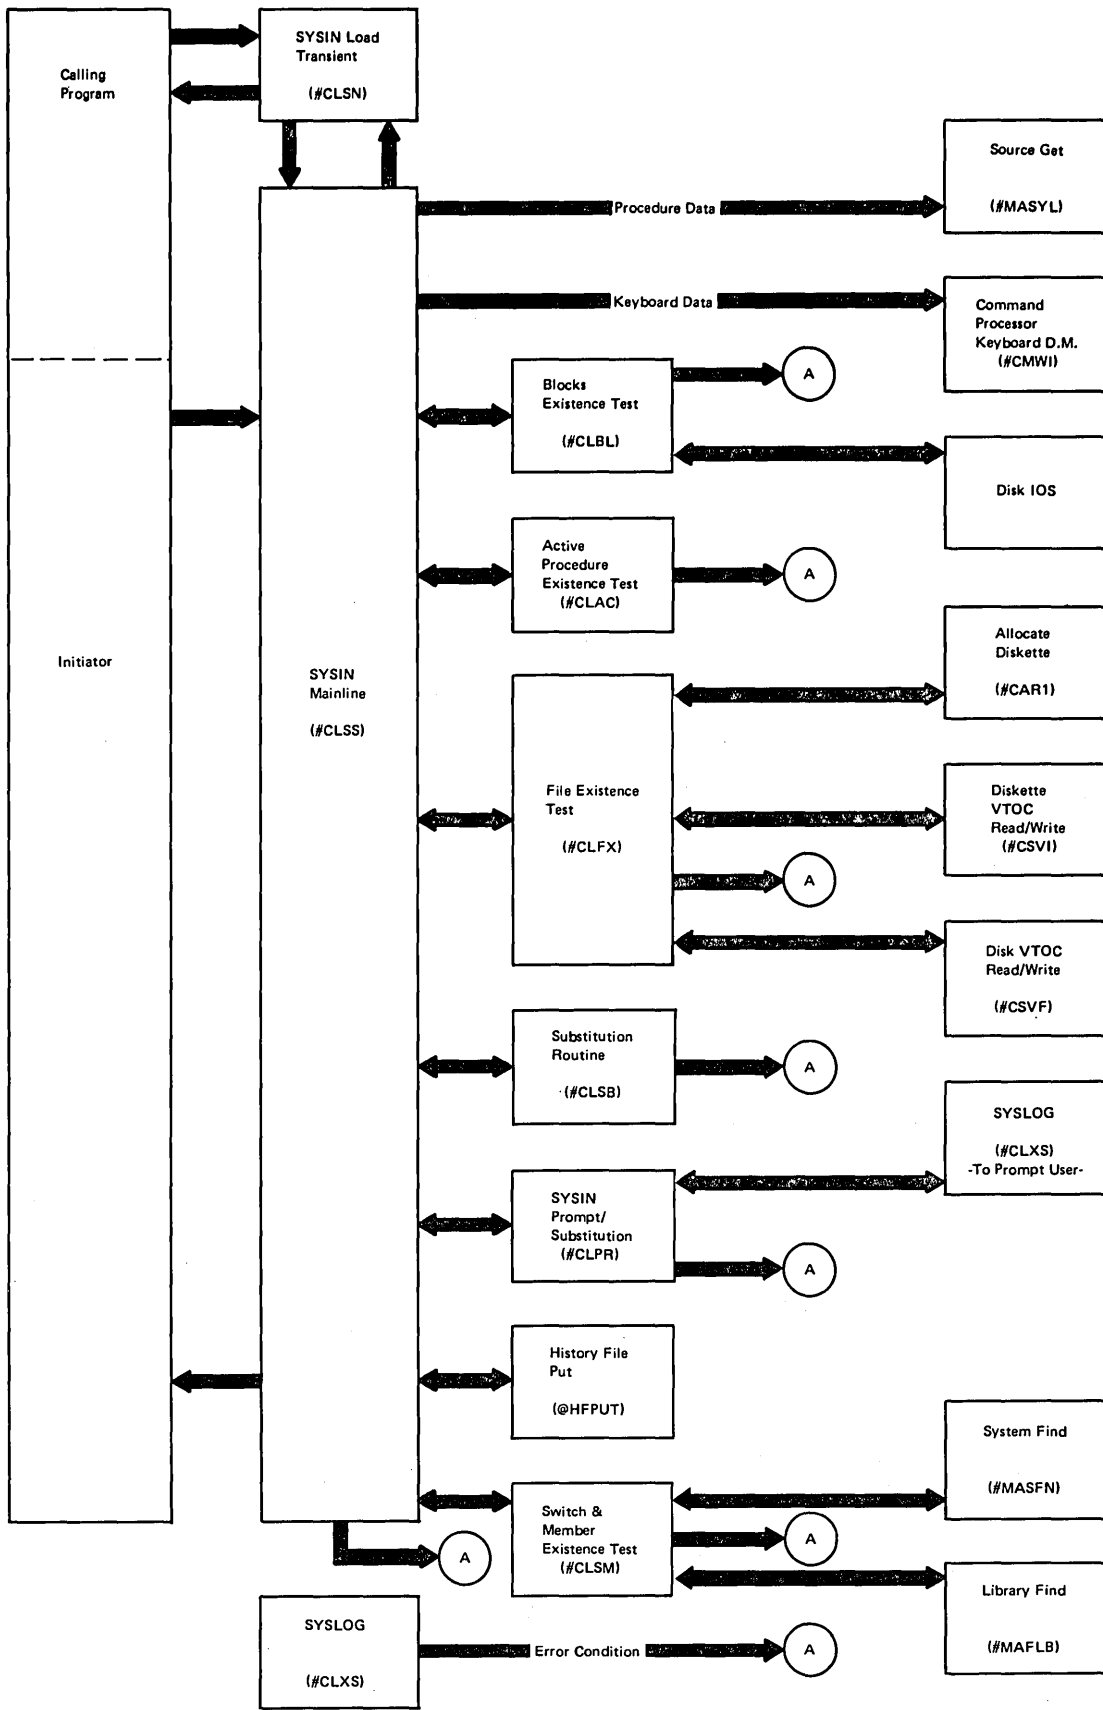 Calling
Program
SYSIN Load
Transient
(#CLSN)
Source Get
(#MASYL)
Procedure Data
Keyboard Data
Command
Processor
Keyboard D.M.
(#CMWI)
Blocks
Existence Test
(#CLBL)
A
Disk IOS
Active
Procedure
Existence Test
(#CLAC)
A
Allocate
Diskette
(#CAR1)
Initiator
SYSIN
Mainline
(#CLSS)
File Existence
Test
(#CLFX)
Diskette
VTOC
Read/Write
(#CSVI)
A
Disk VTOC
Read/Write
(#CSVF)
Substitution
Routine
(#CLSB)
A
SYSLOG
(#CLXS)
-To Prompt User-
SYSIN
Prompt/
Substitution
(#CLPR)
A
History File
Put
(@HFPUT)
System Find
(#MASFN)
Switch &
Member
Existence Test
(#CLSM)
A
A
Library Find
(#MAFLB)
SYSLOG
(#CLXS)
Error Condition
A